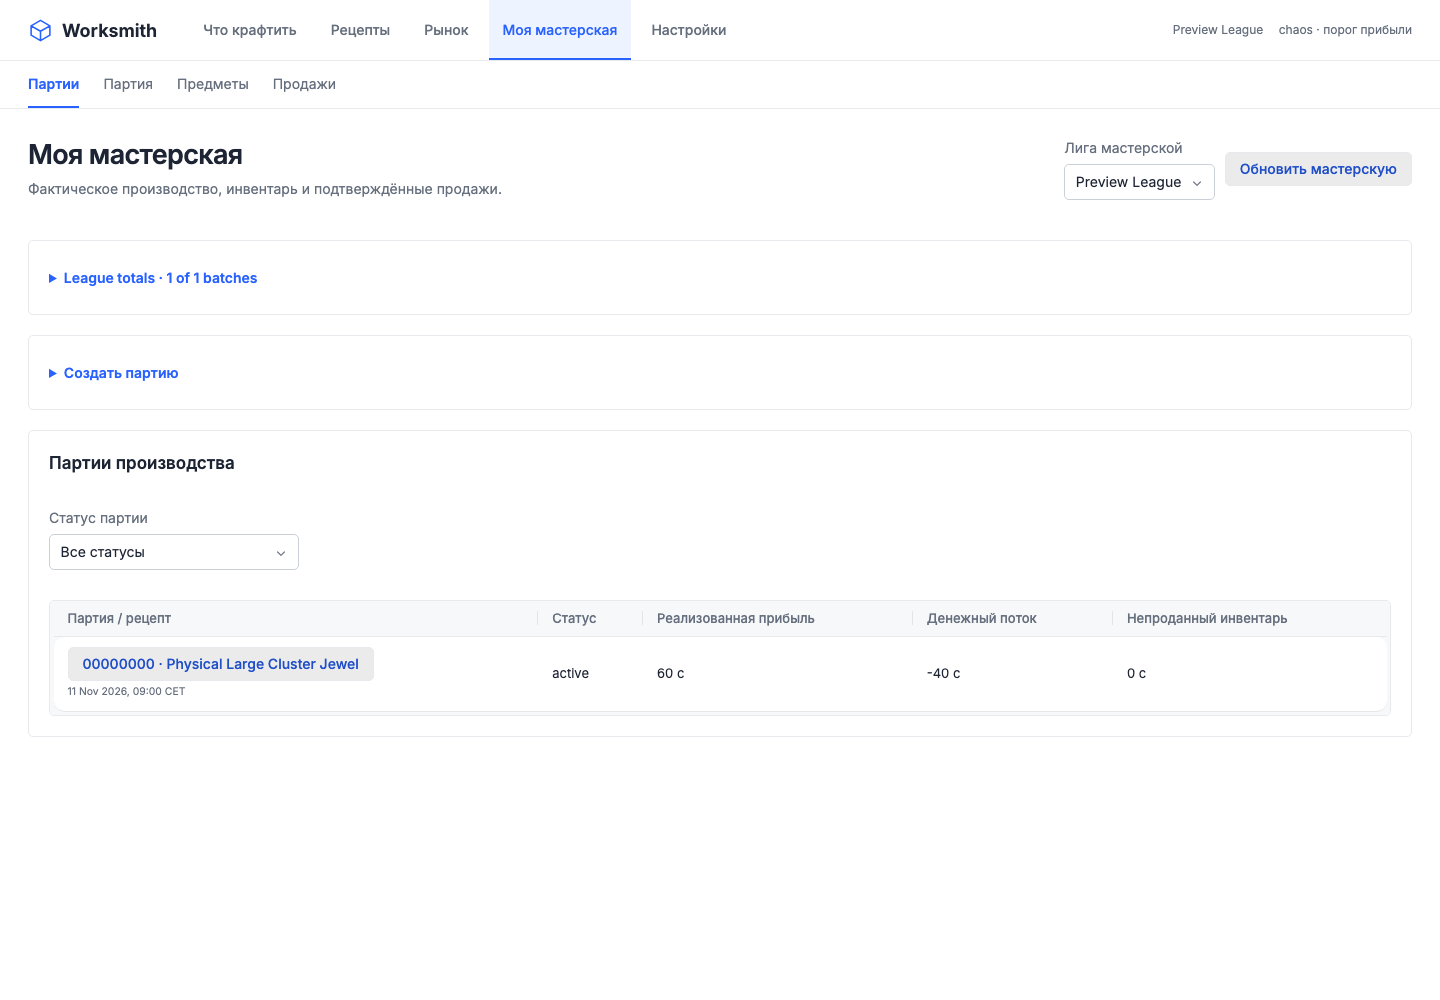 Worksmith
Что крафтить
Рецепты
Рынок
Моя мастерская
Настройки
Preview League
chaos · порог прибыли
Партии
Партия
Предметы
Продажи
Моя мастерская
Фактическое производство, инвентарь и подтверждённые продажи.
Лига мастерской
Preview League
Обновить мастерскую
League totals · 1 of 1 batches
Создать партию
Партии производства
Статус партии
Все статусы
Партия / рецепт
Статус
Реализованная прибыль
Денежный поток
Непроданный инвентарь
00000000 · Physical Large Cluster Jewel
11 Nov 2026, 09:00 CET
active
60 c
-40 c
0 c